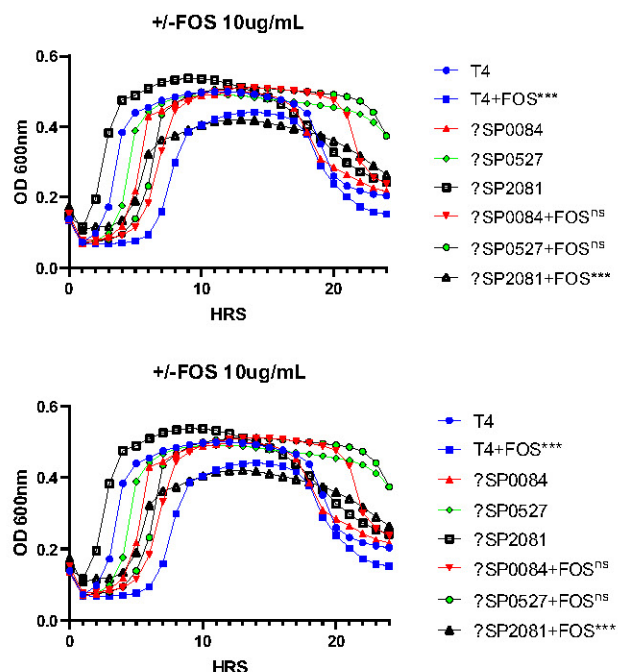 +/-FOS 10ug/mL
0.6
0.4
0.2
0.0
OD 600nm
0 10 20
HRS
T4
T4+FOS***
?SP0084
?SP0527
?SP2081
?SP0084+FOSns
?SP0527+FOSns
?SP2081+FOS***
+/-FOS 10ug/mL
0.6
0.4
0.2
0.0
OD 600nm
0 10 20
HRS
T4
T4+FOS***
?SP0084
?SP0527
?SP2081
?SP0084+FOSns
?SP0527+FOSns
?SP2081+FOS***